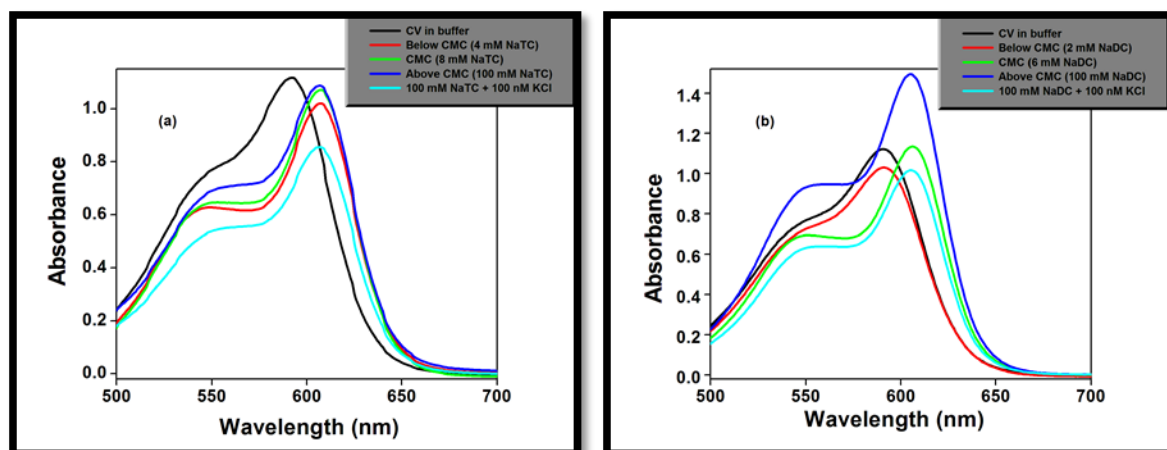 CV in buffer
Below CMC (4 mM NaTC)
CMC (8 mM NaTC)
Above CMC (100 mM NaTC)
100 mM NaTC + 100 nM KCl
(a)
Absorbance
1.0
0.8
0.6
0.4
0.2
0.0
500
550
600
650
700
Wavelength (nm)
CV in buffer
Below CMC (2 mM NaDC)
CMC (6 mM NaDC)
Above CMC (100 mM NaDC)
100 mM NaDC + 100 nM KCl
(b)
Absorbance
1.4
1.2
1.0
0.8
0.6
0.4
0.2
0.0
500
550
600
650
700
Wavelength (nm)